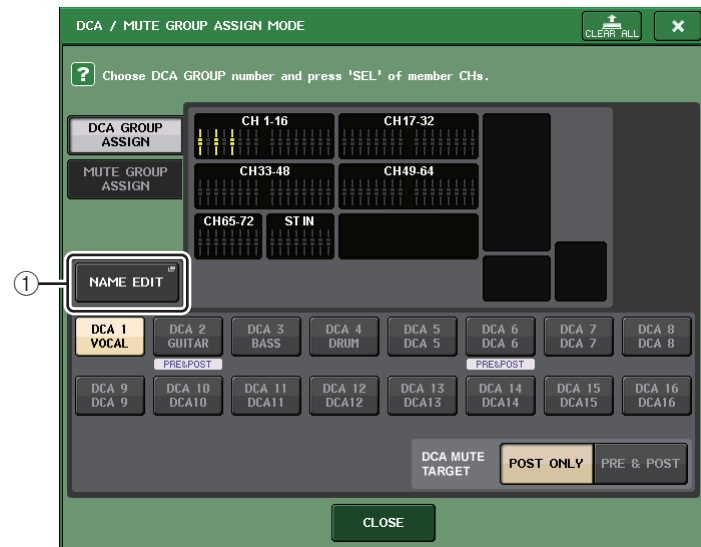 DCA / MUTE GROUP ASSIGN MODE
CLEAR ALL
×
? Choose DCA GROUP number and press 'SEL' of member CHs.
DCA GROUP
ASSIGN
MUTE GROUP
ASSIGN
CH 1-16
CH17-32
CH33-48
CH49-64
CH65-72
ST IN
1
NAME EDIT
DCA 1
VOCAL
DCA 2
GUITAR
DCA 3
BASS
DCA 4
DRUM
DCA 5
DCA 5
DCA 6
DCA 6
DCA 7
DCA 7
DCA 8
DCA 8
PRE&POST
PRE&POST
DCA 9
DCA 9
DCA 10
DCA10
DCA 11
DCA11
DCA 12
DCA12
DCA 13
DCA13
DCA 14
DCA14
DCA 15
DCA15
DCA 16
DCA16
DCA MUTE
TARGET
POST ONLY
PRE & POST
CLOSE